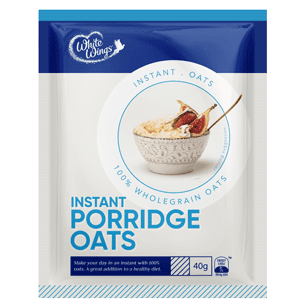 White
Wings
INSTANT . OATS
100% WHOLEGRAIN OATS
INSTANT
PORRIDGE
OATS
Make your day in an instant with 100%
oats. A great addition to a healthy diet.
40g